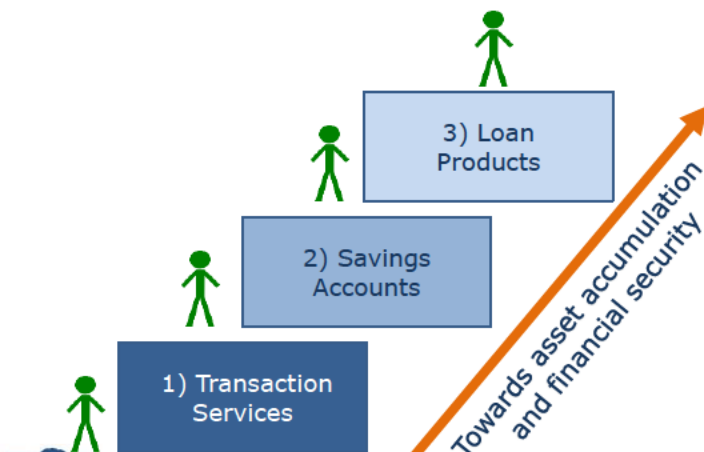 3) Loan
Products
2) Savings
Accounts
1) Transaction
Services
Towards asset accumulation
and financial security